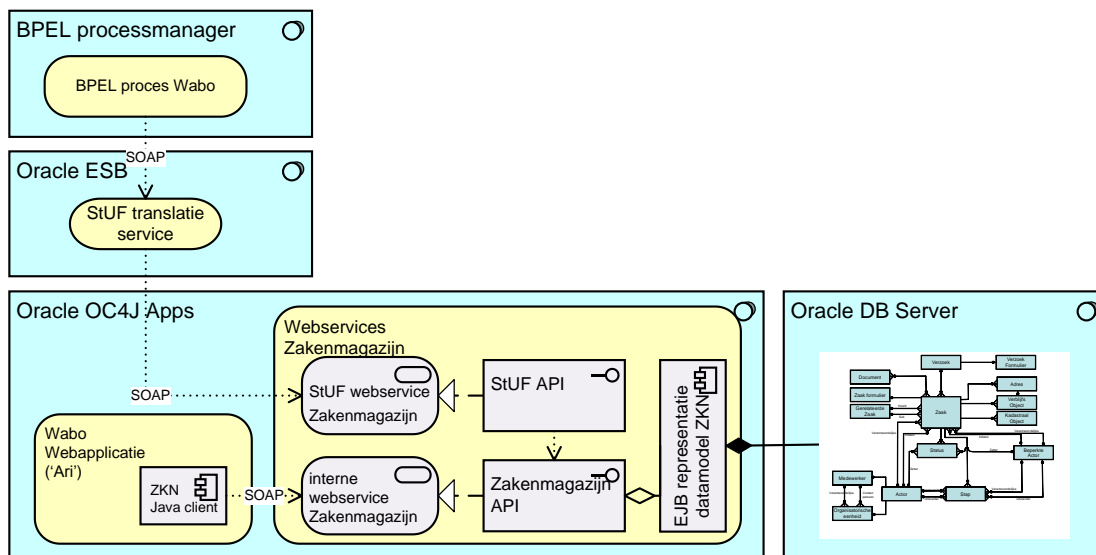 BPEL processmanager
BPEL proces Wabo
SOAP
Oracle ESB
StUF translatie
service
Oracle OC4J Apps
Webservices
Zakenmagazijn
SOAP
StUF webservice
Zakenmagazijn
StUF API
Wabo
Webapplicatie
(‘Ari’)
ZKN
Java client
SOAP
interne
webservice
Zakenmagazijn
Zakenmagazijn
API
EJB representatie
datamodel ZKN
Oracle DB Server
Verzoek
Verzoek
Formulier
Document
Adres
Zaak formulier
Zaak
Verblijfs
Object
Gerelateerde
Zaak
Kadastraal
Object
Status
Beperkte
Actor
Medewerker
Actor
Stap
Organisatorische
eenheid